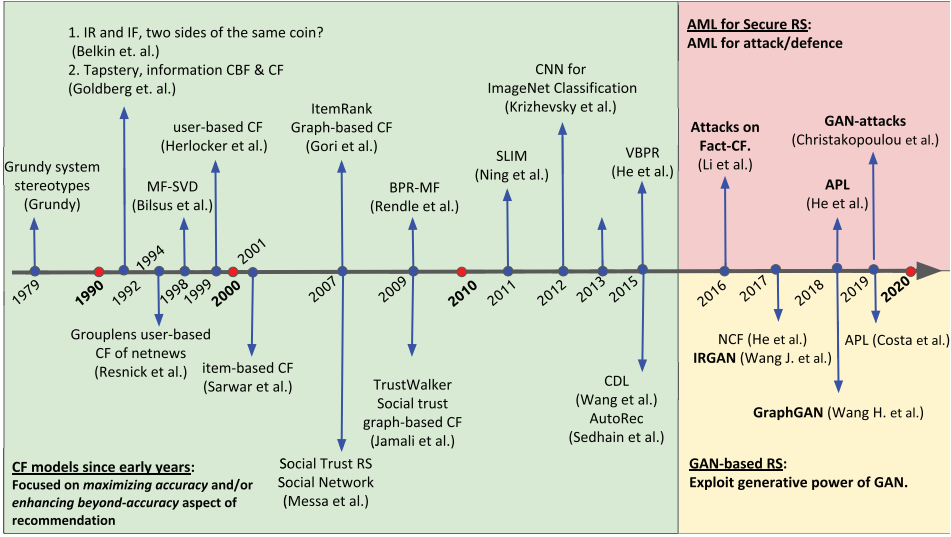 1. IR and IF, two sides of the same coin?
(Belkin et. al.)
2. Tapstery, information CBF & CF
(Goldberg et. al.)
Grundy system
stereotypes
(Grundy)
MF-SVD
(Bilsus et al.)
user-based CF
(Herlocker et al.)
ItemRank
Graph-based CF
(Gori et al.)
BPR-MF
(Rendle et al.)
SLIM
(Ning et al.)
CNN for
ImageNet Classification
(Krizhevsky et al.)
VBPR
(He et al.)
AML for Secure RS:
AML for attack/defence
Attacks on
Fact-CF.
(Li et al.)
GAN-attacks
(Christakopoulou et al.)
APL
(He et al.)
1979
1990
1992
1994
1998
1999
2000
2001
2007
2009
2010
2011
2012
2013
2015
2016
2017
2018
2019
2020
Grouplens user-based
CF of netnews
(Resnick et al.)
item-based CF
(Sarwar et al.)
Social Trust RS
Social Network
(Messa et al.)
TrustWalker
Social trust
graph-based CF
(Jamali et al.)
CDL
(Wang et al.)
AutoRec
(Sedhain et al.)
NCF (He et al.)
IRGAN (Wang J. et al.)
APL (Costa et al.)
GraphGAN (Wang H. et al.)
CF models since early years:
Focused on maximizing accuracy and/or
enhancing beyond-accuracy aspect of
recommendation
GAN-based RS:
Exploit generative power of GAN.